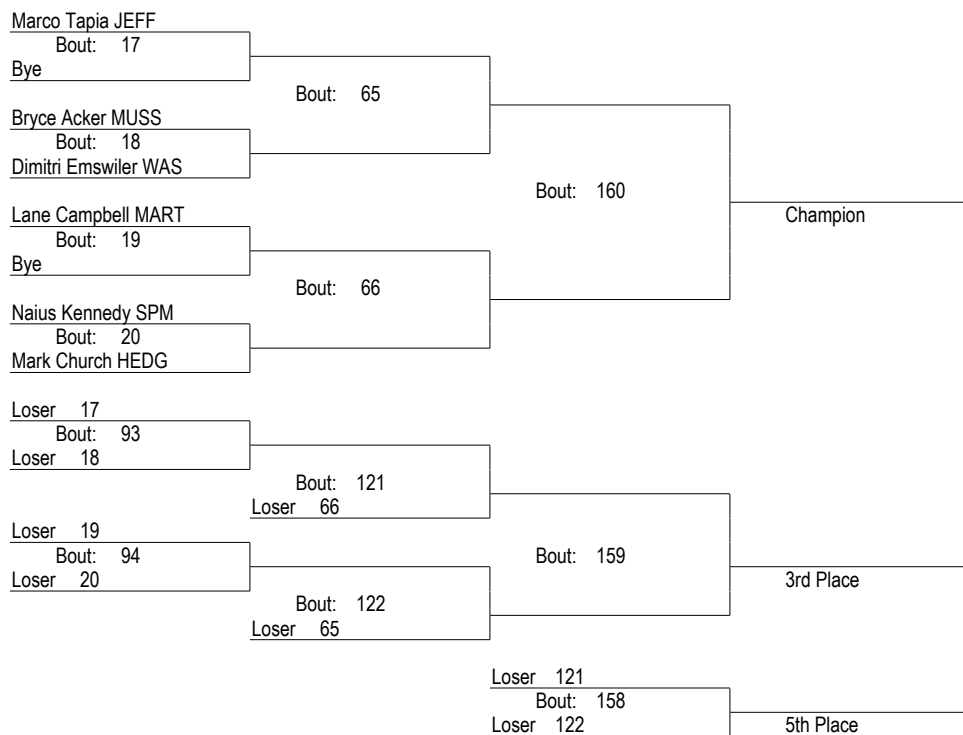 Marco Tapia JEFF
Bout: 17
Bye
Bout: 65
Bryce Acker MUSS
Bout: 18
Dimitri Emswiler WAS
Bout: 160
Champion
Lane Campbell MART
Bout: 19
Bye
Bout: 66
Naius Kennedy SPM
Bout: 20
Mark Church HEDG
Loser 17
Bout: 93
Loser 18
Bout: 121
Loser 66
Loser 19
Bout: 94
Loser 20
Bout: 159
3rd Place
Bout: 122
Loser 65
Loser 121
Bout: 158
Loser 122
5th Place